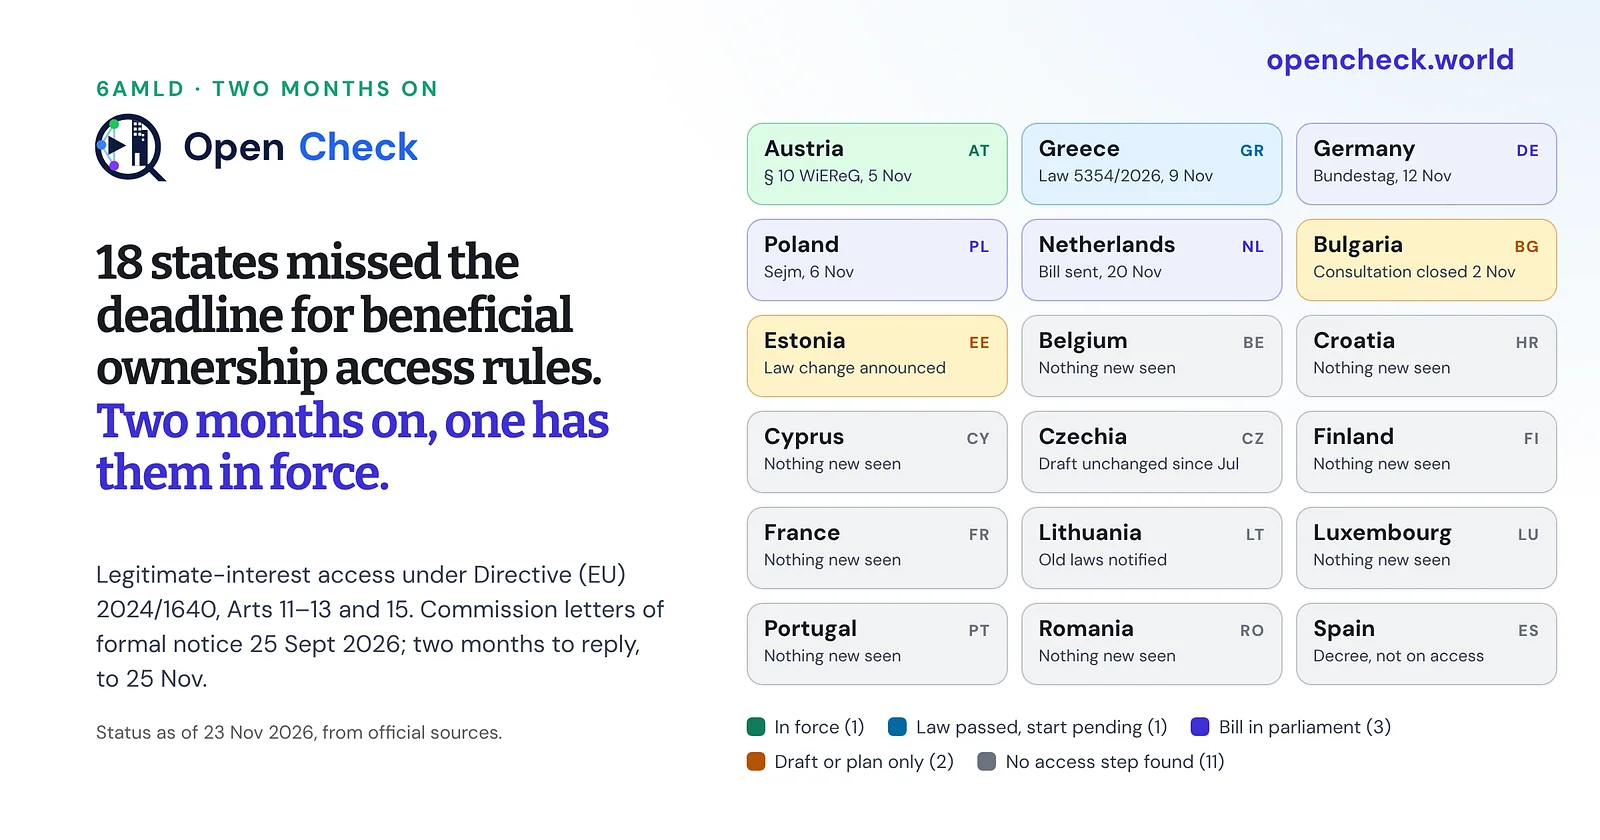 6AMLD · TWO MONTHS ON
Open Check
18 states missed the
deadline for beneficial
ownership access rules.
Two months on, one has
them in force.
Legitimate-interest access under Directive (EU)
2024/1640, Arts 11–13 and 15. Commission letters of
formal notice 25 Sept 2026; two months to reply,
to 25 Nov.
Status as of 23 Nov 2026, from official sources.
opencheck.world
Austria AT
§ 10 WiEReG, 5 Nov
Greece GR
Law 5354/2026, 9 Nov
Germany DE
Bundestag, 12 Nov
Poland PL
Sejm, 6 Nov
Netherlands NL
Bill sent, 20 Nov
Bulgaria BG
Consultation closed 2 Nov
Estonia EE
Law change announced
Belgium BE
Nothing new seen
Croatia HR
Nothing new seen
Cyprus CY
Nothing new seen
Czechia CZ
Draft unchanged since Jul
Finland FI
Nothing new seen
France FR
Nothing new seen
Lithuania LT
Old laws notified
Luxembourg LU
Nothing new seen
Portugal PT
Nothing new seen
Romania RO
Nothing new seen
Spain ES
Decree, not on access
In force (1)
Law passed, start pending (1)
Bill in parliament (3)
Draft or plan only (2)
No access step found (11)